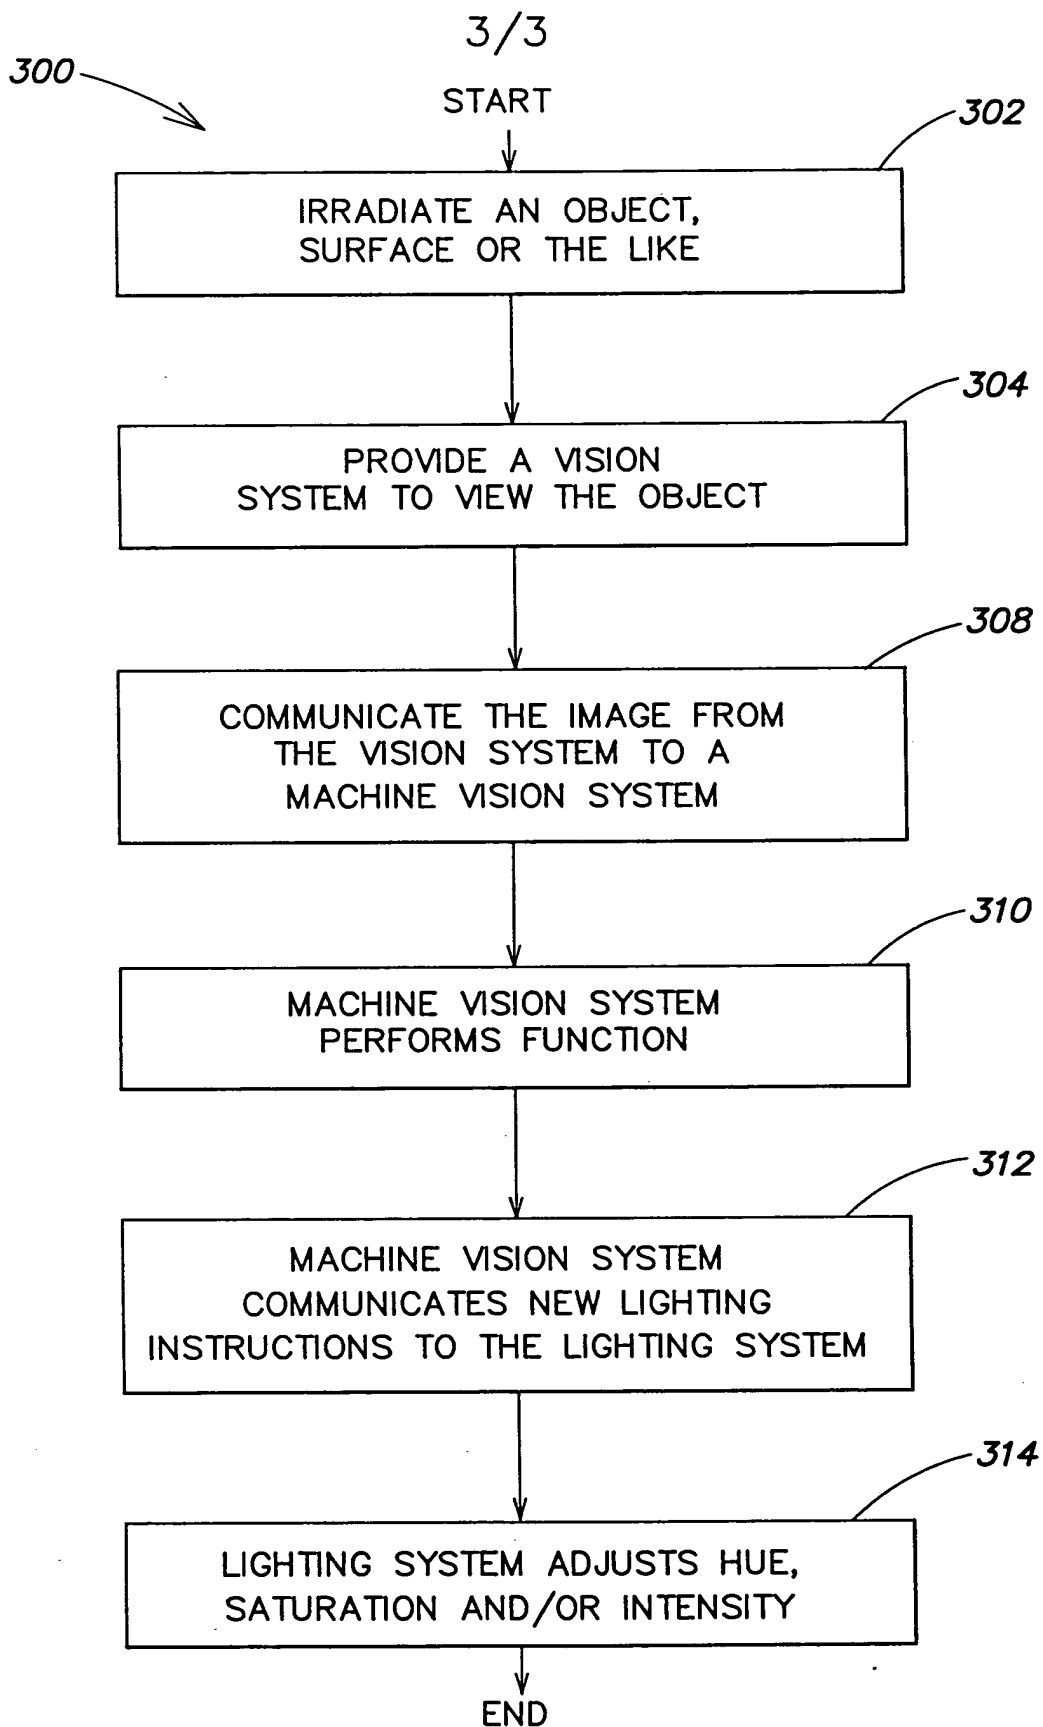 3/3
300
START
302
IRRADIATE AN OBJECT,
SURFACE OR THE LIKE
304
PROVIDE A VISION
SYSTEM TO VIEW THE OBJECT
308
COMMUNICATE THE IMAGE FROM
THE VISION SYSTEM TO A
MACHINE VISION SYSTEM
310
MACHINE VISION SYSTEM
PERFORMS FUNCTION
312
MACHINE VISION SYSTEM
COMMUNICATES NEW LIGHTING
INSTRUCTIONS TO THE LIGHTING SYSTEM
314
LIGHTING SYSTEM ADJUSTS HUE,
SATURATION AND/OR INTENSITY
END